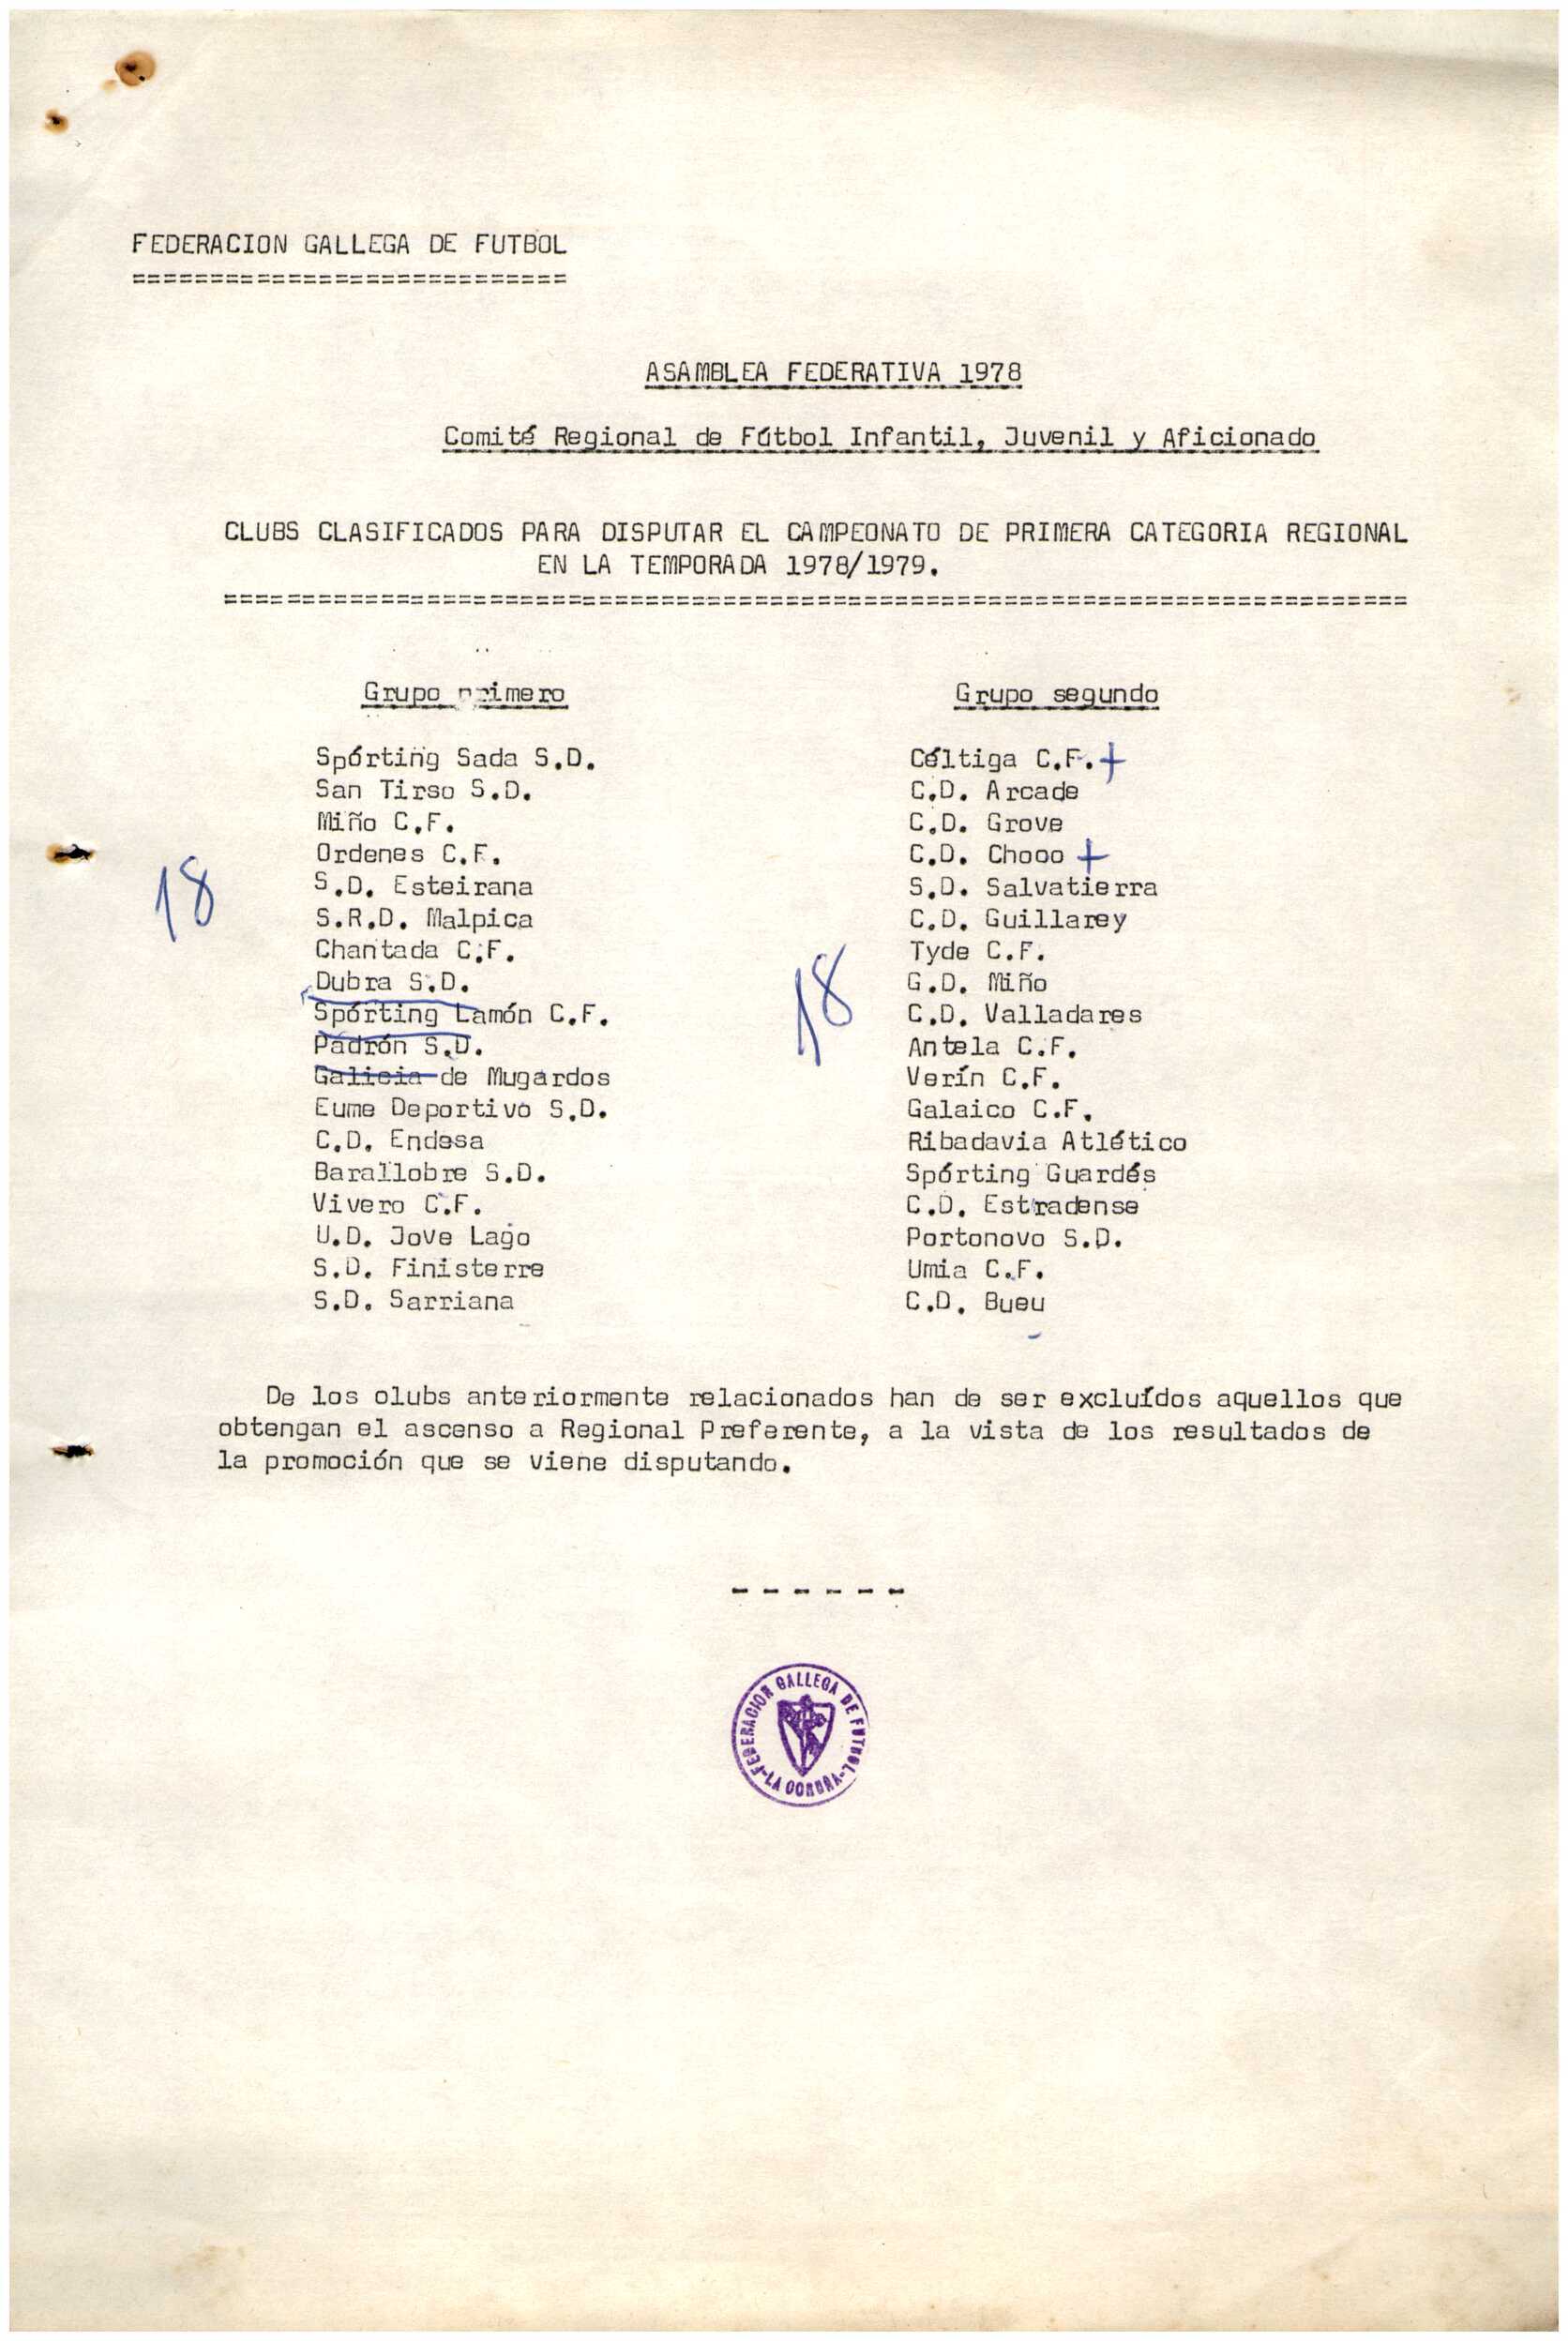 FEDERACION GALLEGA DE FUTBOL
============================
ASAMBLEA FEDERATIVA 1978
Comité Regional de Fútbol Infantil, Juvenil y Aficionado
CLUBS CLASIFICADOS PARA DISPUTAR EL CAMPEONATO DE PRIMERA CATEGORIA REGIONAL
EN LA TEMPORADA 1978/1979.
============================================================================
Grupo primero
Spórting Sada S.D.
San Tirso S.D.
Miño C.F.
Ordenes C.F.
S.D. Esteirana
S.R.D. Malpica
Chantada C.F.
Dubra S.D.
Spórting Lamón C.F.
Padrón S.D.
Galicia de Mugardos
Eume Deportivo S.D.
C.D. Endesa
Barallobre S.D.
Vivero C.F.
U.D. Jove Lago
S.D. Finisterre
S.D. Sarriana
18
Grupo segundo
Céltiga C.F. +
C.D. Arcade
C.D. Grove
C.D. Chooo +
S.D. Salvatierra
C.D. Guillarey
Tyde C.F.
G.D. Miño
C.D. Valladares
Antela C.F.
Verín C.F.
Galaico C.F.
Ribadavia Atlético
Spórting Guardés
C.D. Estradense
Portonovo S.D.
Umia C.F.
C.D. Bueu
18
De los olubs anteriormente relacionados han de ser excluídos aquellos que
obtengan el ascenso a Regional Preferente, a la vista de los resultados de
la promoción que se viene disputando.
- - - - - -
FEDERACION GALLEGA DE FUTBOL
-LA CORUÑA-